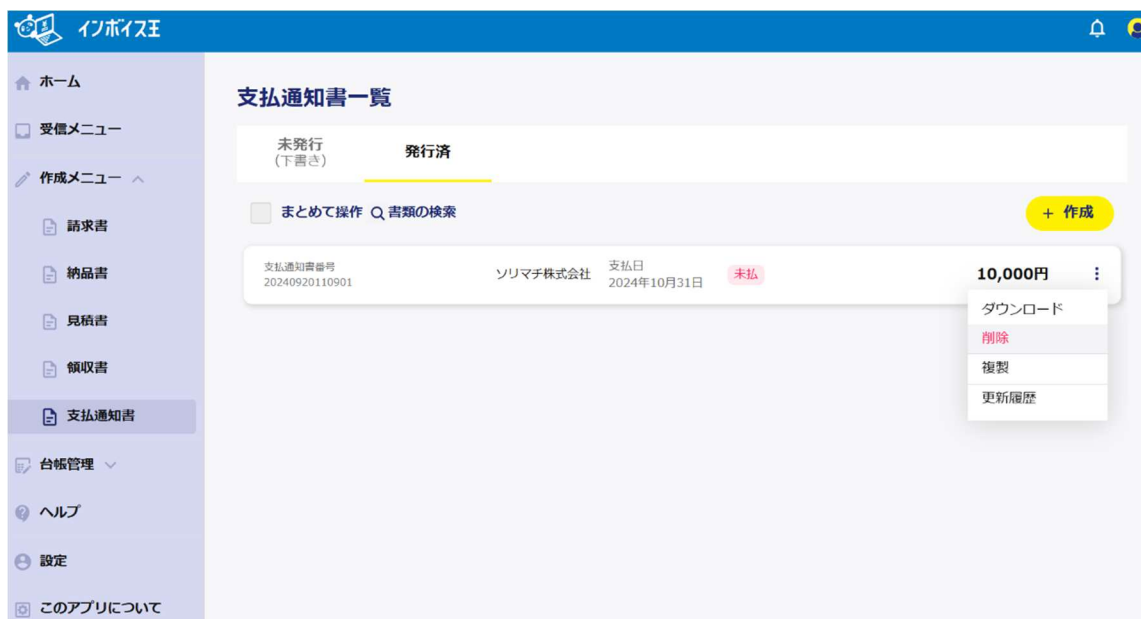 インボイス王
ホーム
受信メニュー
作成メニュー
請求書
納品書
見積書
領収書
支払通知書
台帳管理
ヘルプ
設定
このアプリについて
支払通知書一覧
未発行
(下書き)
発行済
まとめて操作 書類の検索
+ 作成
支払通知書番号
20240920110901
ソリマチ株式会社
支払日
2024年10月31日
未払
10,000円
ダウンロード
削除
複製
更新履歴